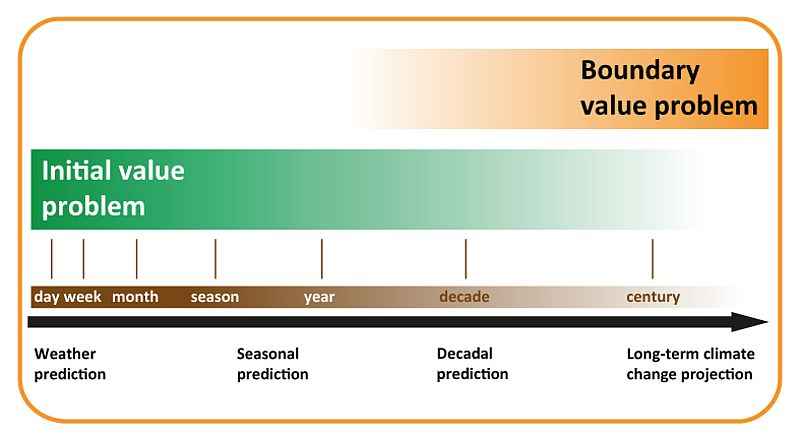 Boundary
value problem
Initial value
problem
day week month season year decade century
Weather
prediction
Seasonal
prediction
Decadal
prediction
Long-term climate
change projection